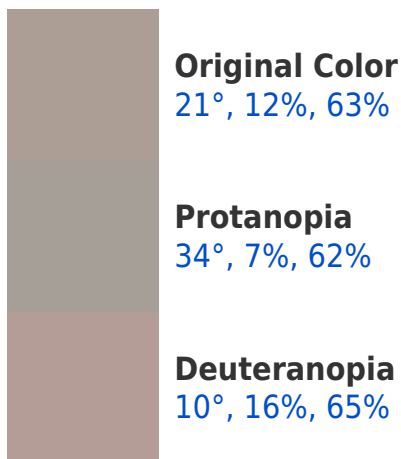 Original Color
21°, 12%, 63%
Protanopia
34°, 7%, 62%
Deuteranopia
10°, 16%, 65%